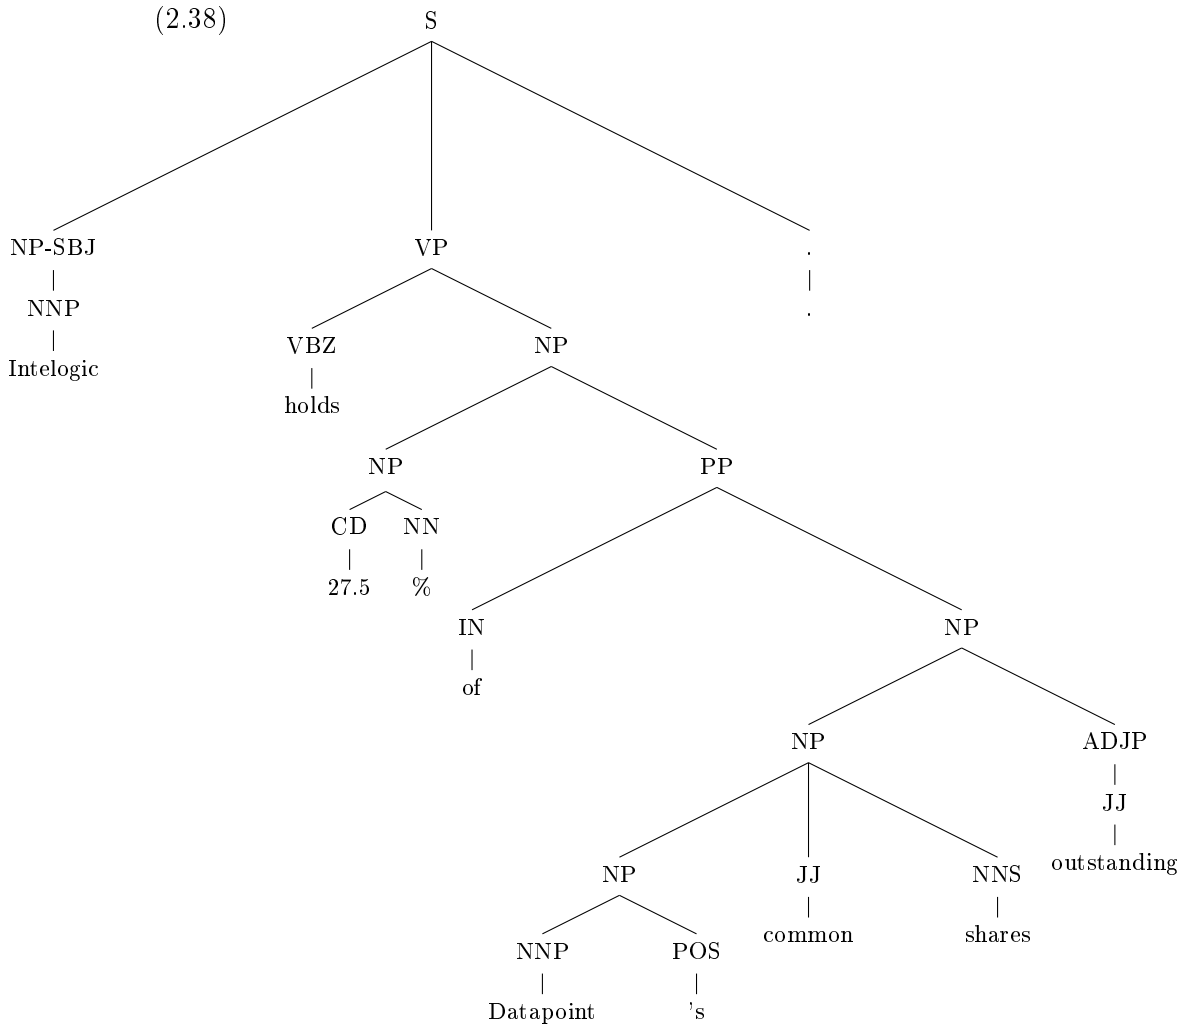 (2.38) S
NP-SBJ VP .
NNP .
Intelogic VBZ NP
holds
NP PP
CD NN
27.5 %
IN NP
of
NP ADJP
JJ
outstanding
NP JJ NNS
common shares
NNP POS
Datapoint 's